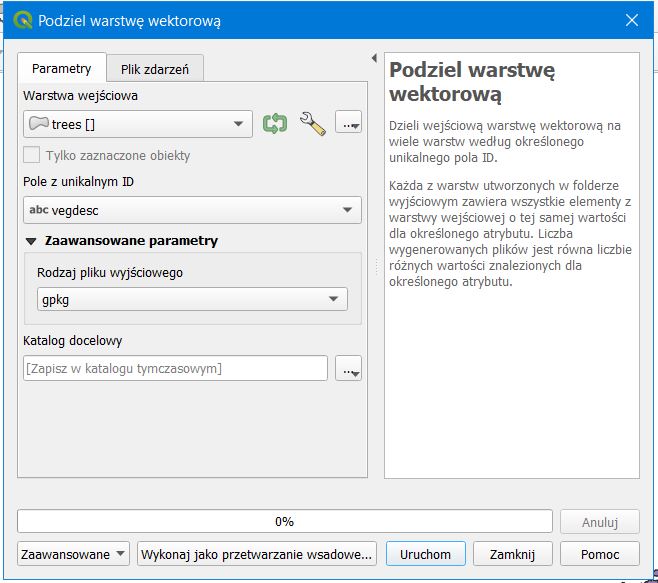 Podziel warstwę wektorową
Parametry
Plik zdarzeń
Warstwa wejściowa
trees []
...
Tylko zaznaczone obiekty
Pole z unikalnym ID
abc vegdesc
Zaawansowane parametry
Rodzaj pliku wyjściowego
gpkg
Katalog docelowy
[Zapisz w katalogu tymczasowym]
...
Podziel warstwę
wektorową
Dzieli wejściową warstwę wektorową na
wiele warstw według określonego
unikalnego pola ID.
Każda z warstw utworzonych w folderze
wyjściowym zawiera wszystkie elementy z
warstwy wejściowej o tej samej wartości
dla określonego atrybutu. Liczba
wygenerowanych plików jest równa liczbie
różnych wartości znalezionych dla
określonego atrybutu.
0%
Anuluj
Zaawansowane
Wykonaj jako przetwarzanie wsadowe...
Uruchom
Zamknij
Pomoc